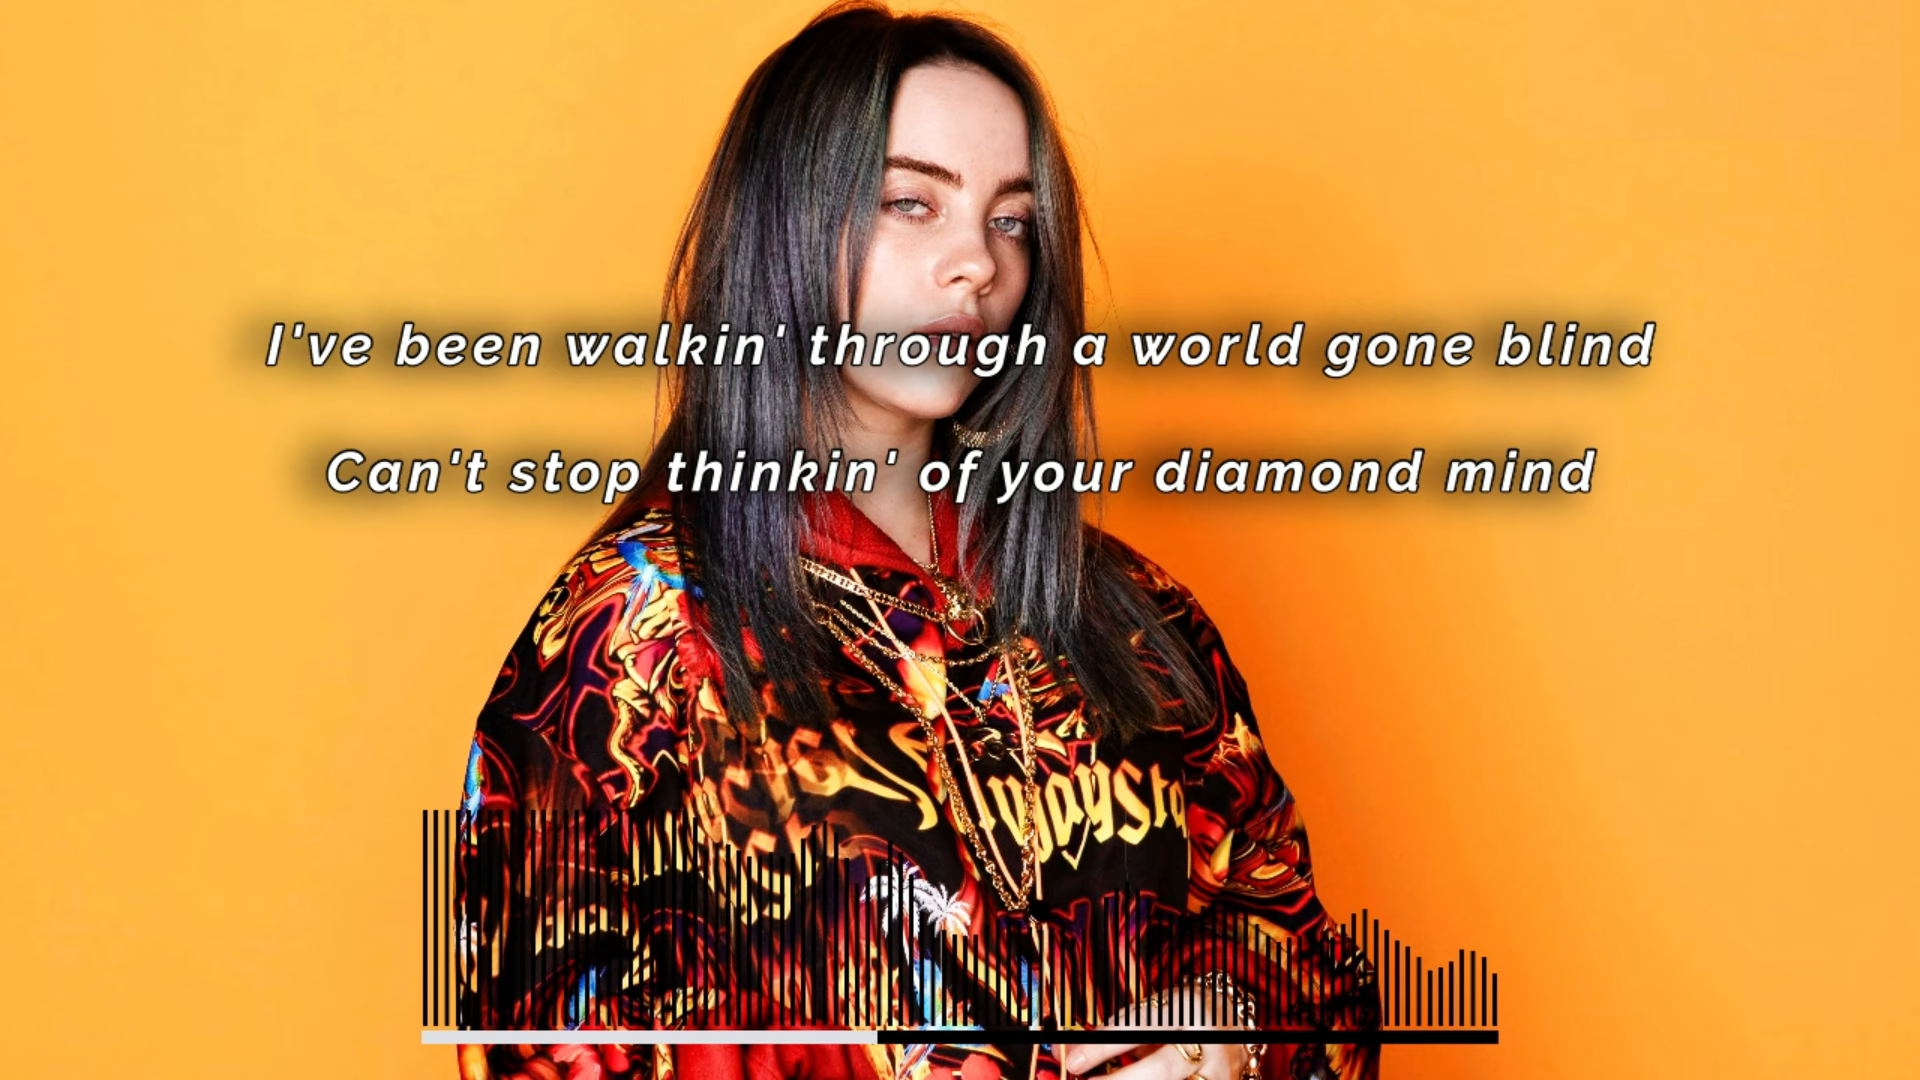 I've been walkin' through a world gone blind
Can't stop thinkin' of your diamond mind